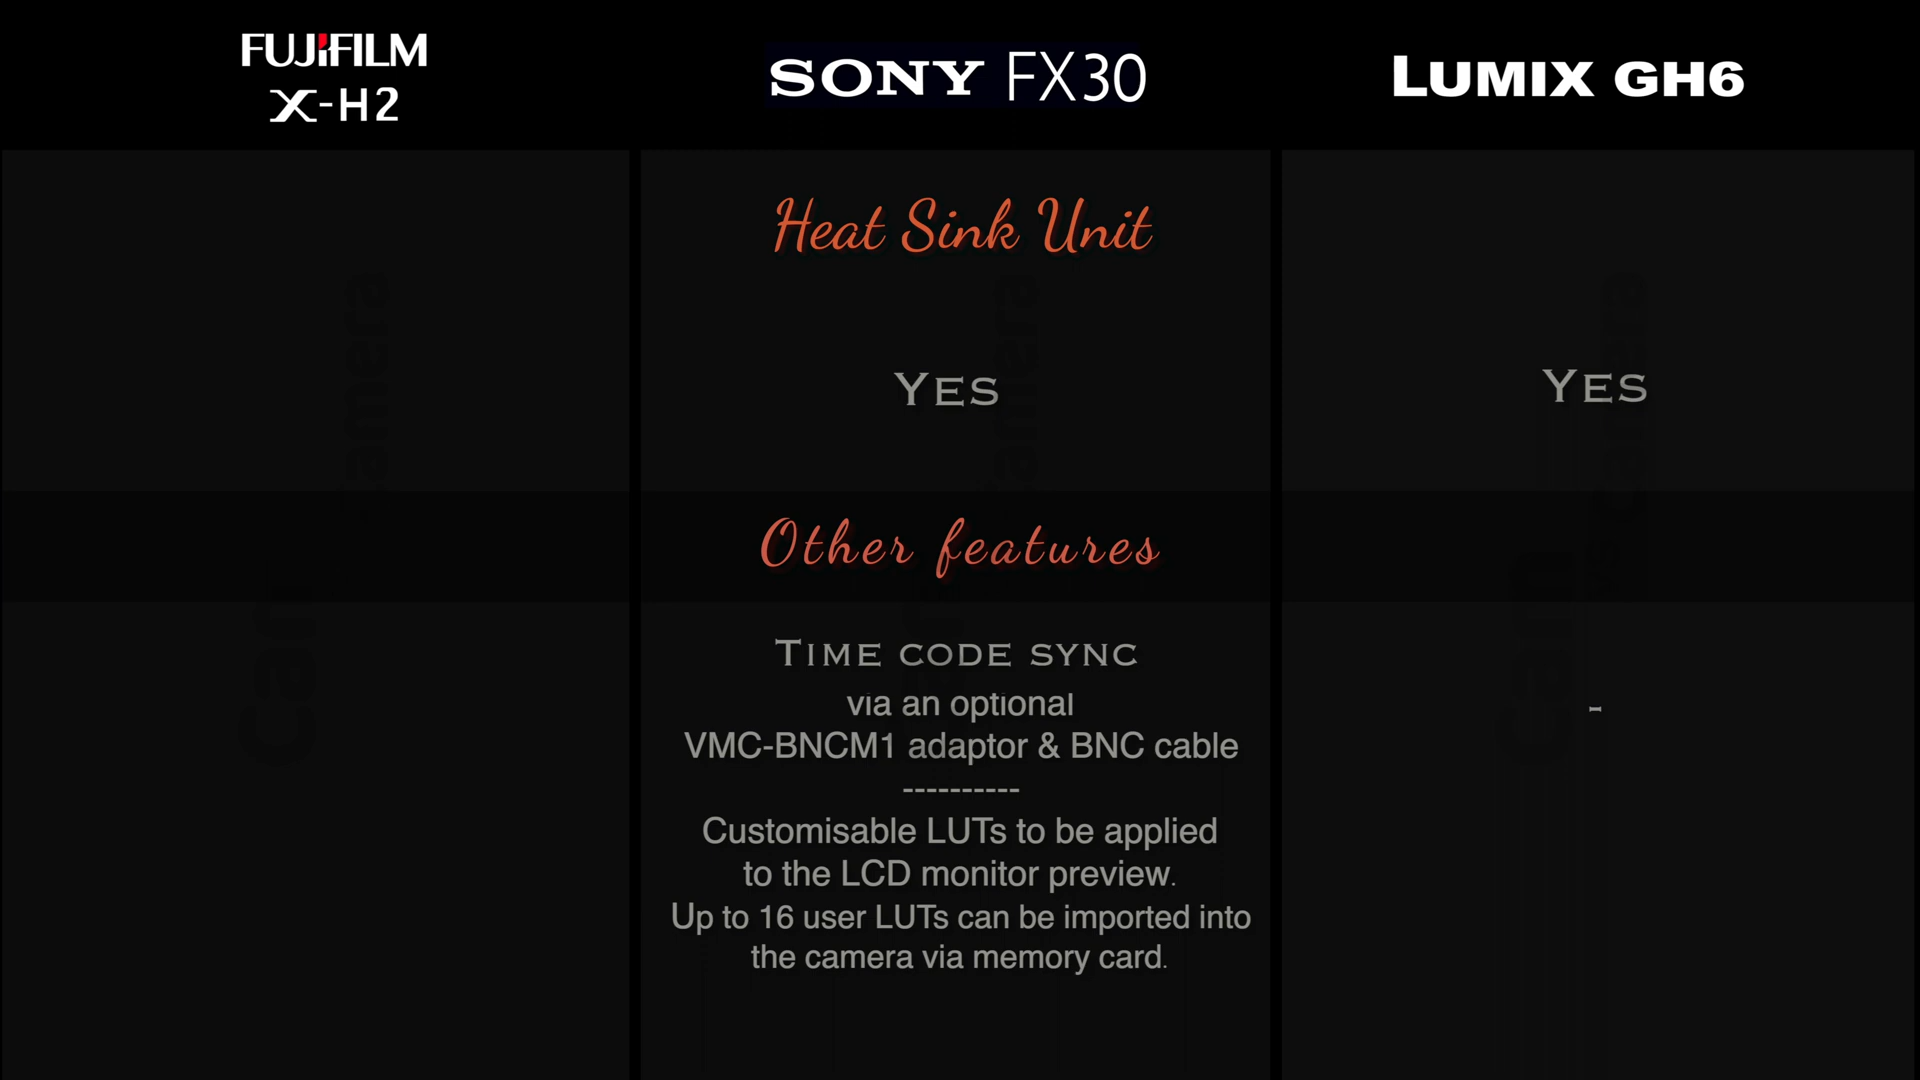 FUJIFILM
X-H2
SONY FX30
LUMIX GH6
Heat Sink Unit
YES
YES
Other features
TIME CODE SYNC
via an optional
VMC-BNCM1 adaptor & BNC cable
----------
Customisable LUTs to be applied
to the LCD monitor preview.
Up to 16 user LUTs can be imported into
the camera via memory card.
-